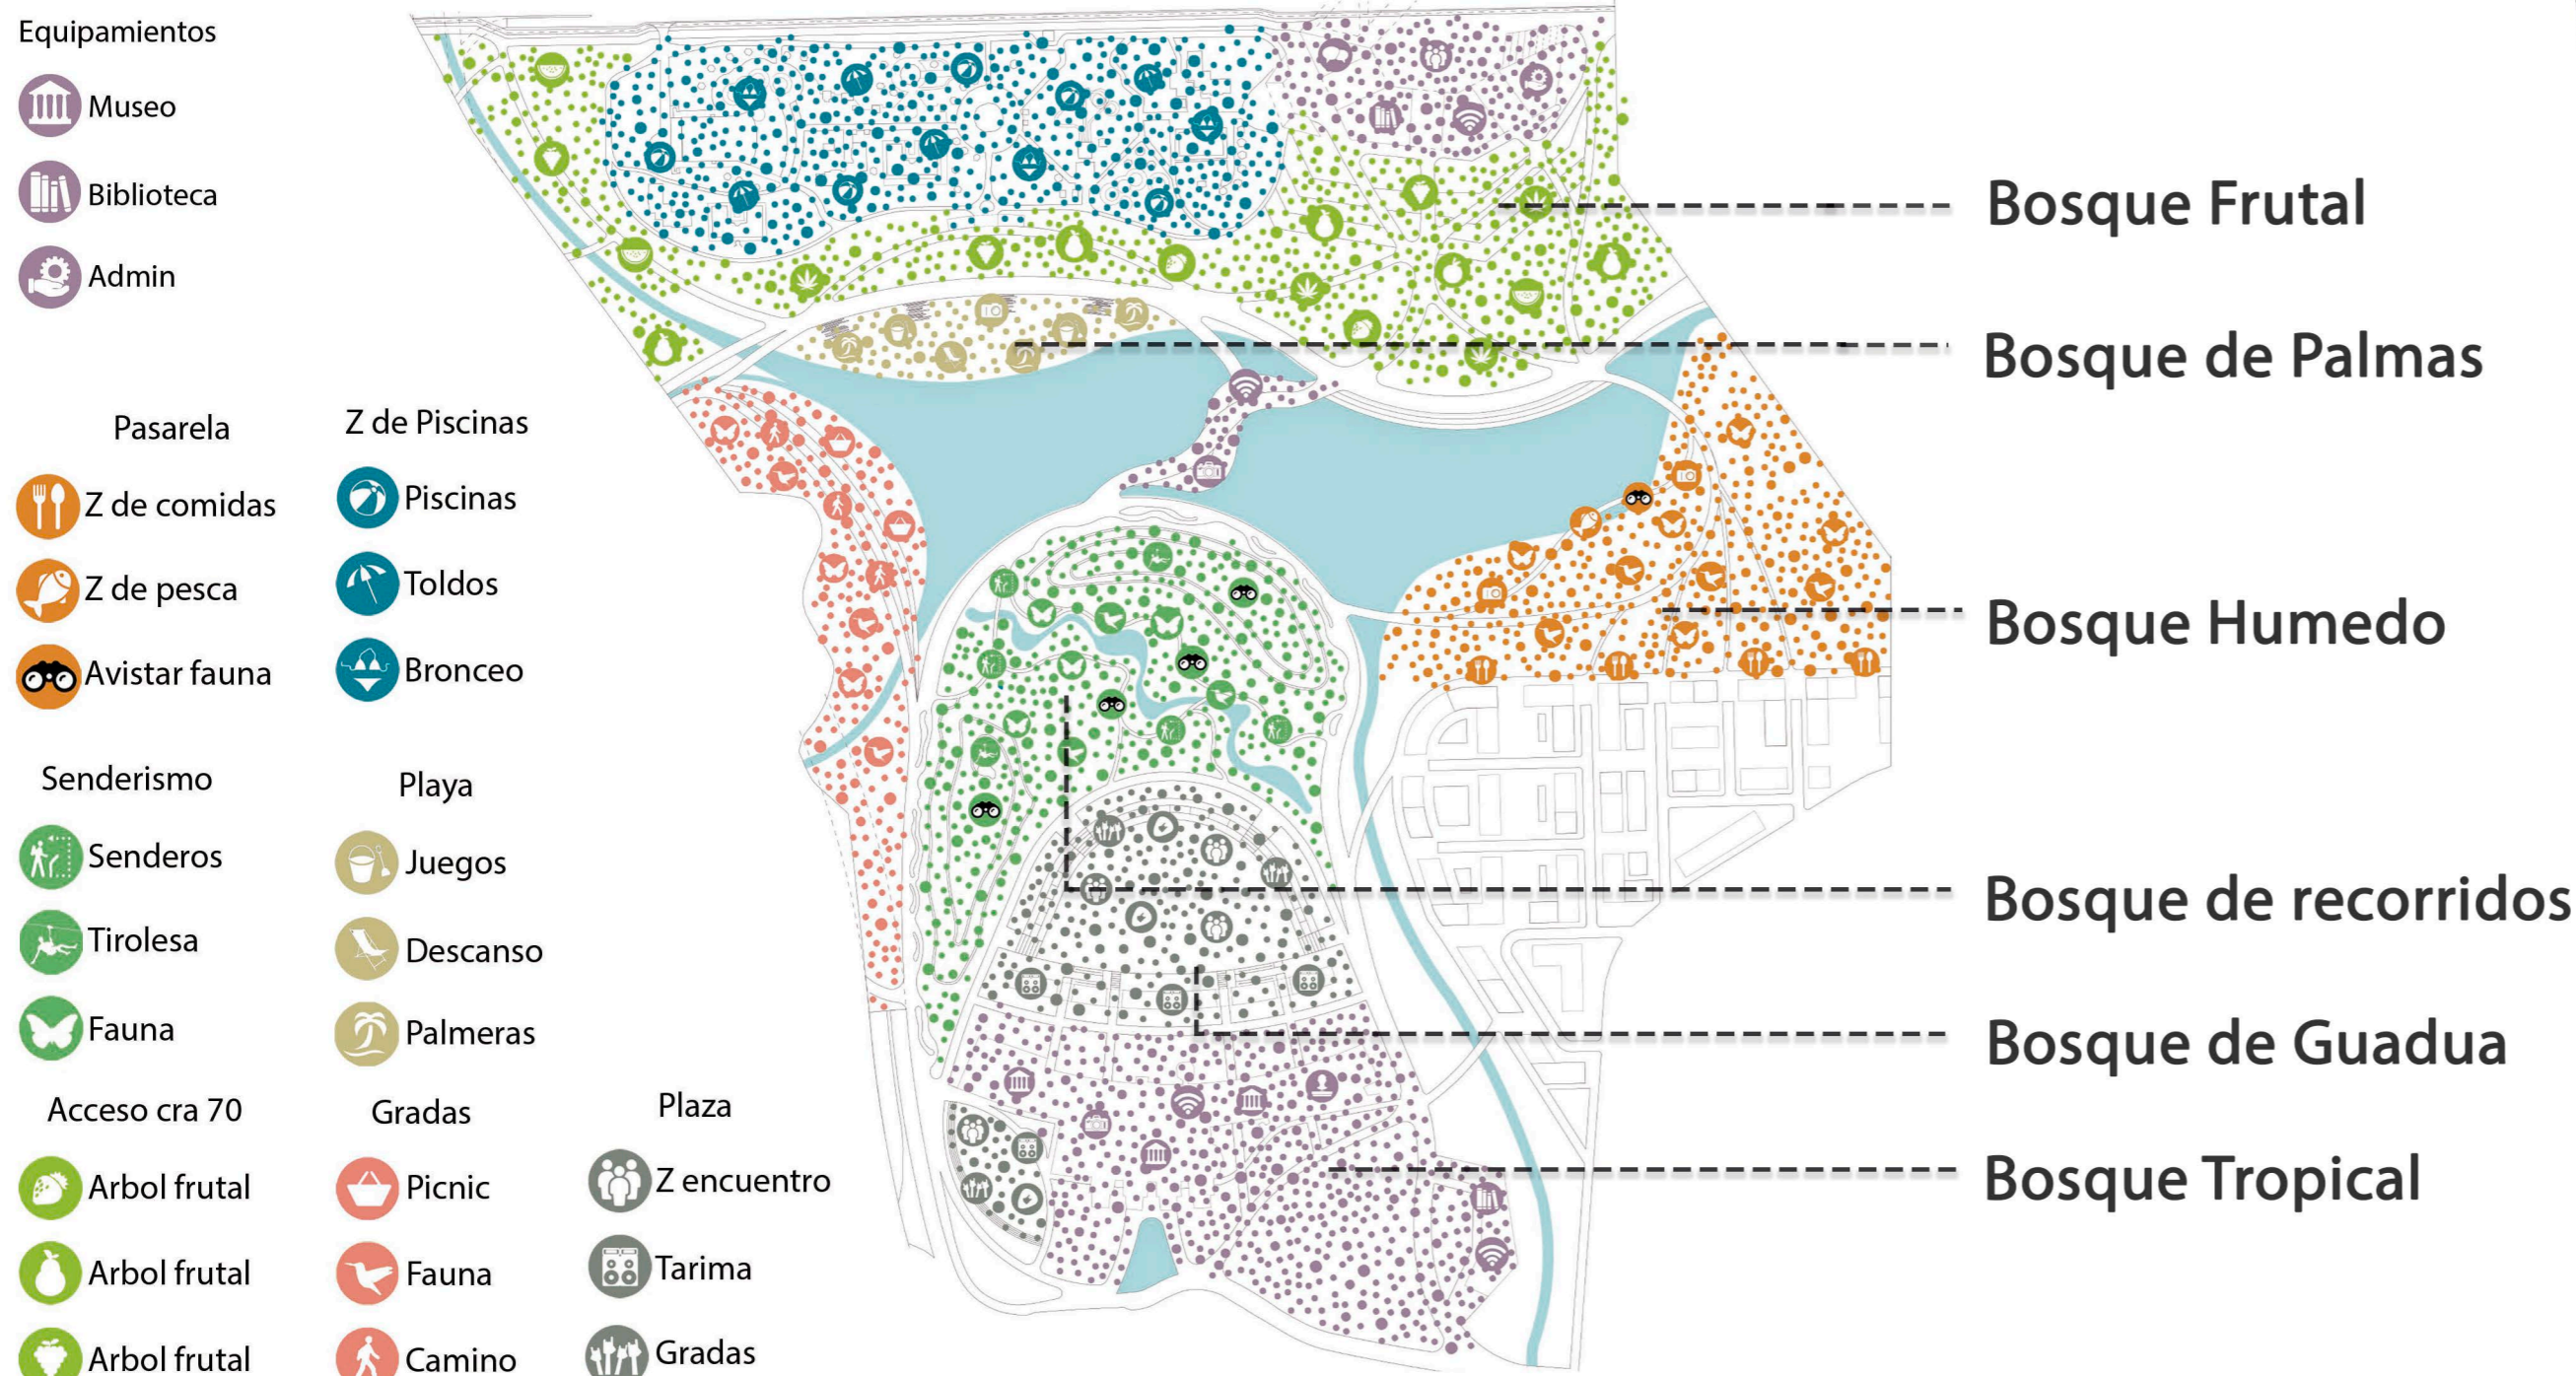 Equipamientos
Museo
Biblioteca
Admin
Pasarela
Z de comidas
Z de pesca
Avistar fauna
Z de Piscinas
Piscinas
Toldos
Bronceo
Senderismo
Senderos
Tirolesa
Fauna
Playa
Juegos
Descanso
Palmeras
Acceso cra 70
Arbol frutal
Arbol frutal
Arbol frutal
Gradas
Picnic
Fauna
Camino
Plaza
Z encuentro
Tarima
Gradas
Bosque Frutal
Bosque de Palmas
Bosque Humedo
Bosque de recorridos
Bosque de Guadua
Bosque Tropical